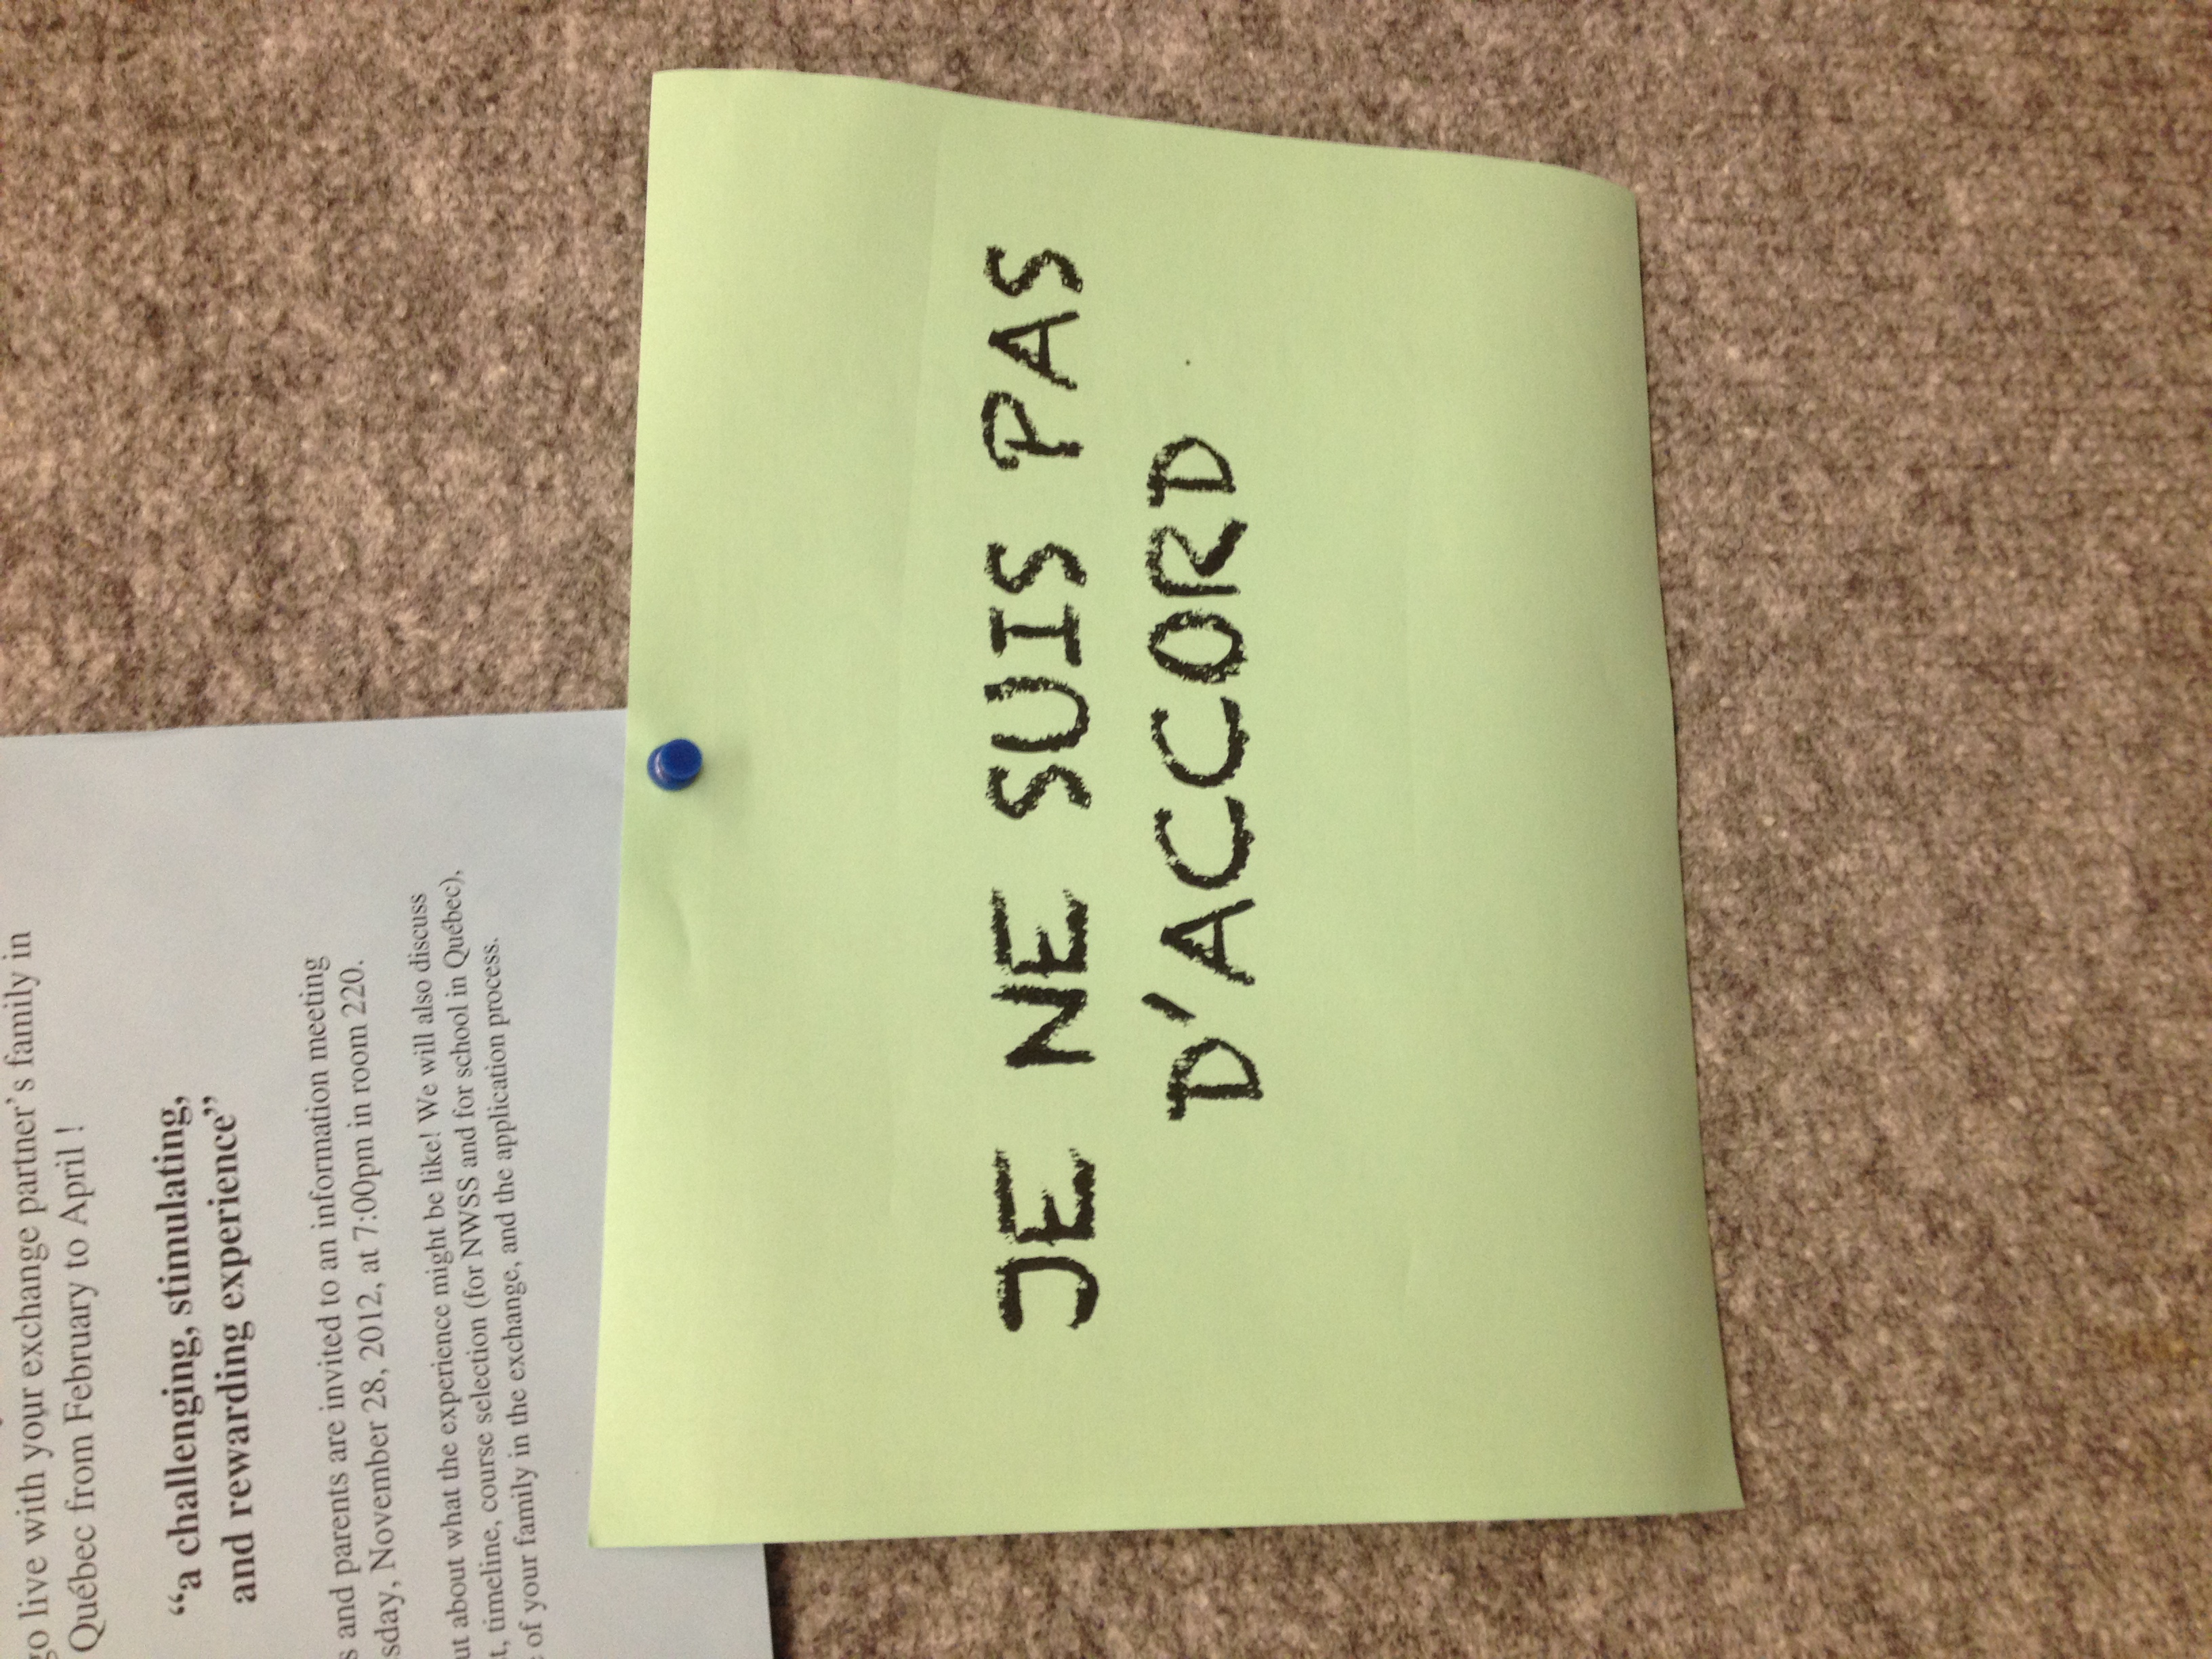 go live with your exchange partner's family in
Québec from February to April !
“a challenging, stimulating,
and rewarding experience”
and parents are invited to an information meeting
November 28, 2012, at 7:00pm in room 220.
about what the experience might be like! We will also discuss
timeline, course selection (for NWSS and for school in Québec),
of your family in the exchange, and the application process.
JE NE SUIS PAS
D'ACCORD